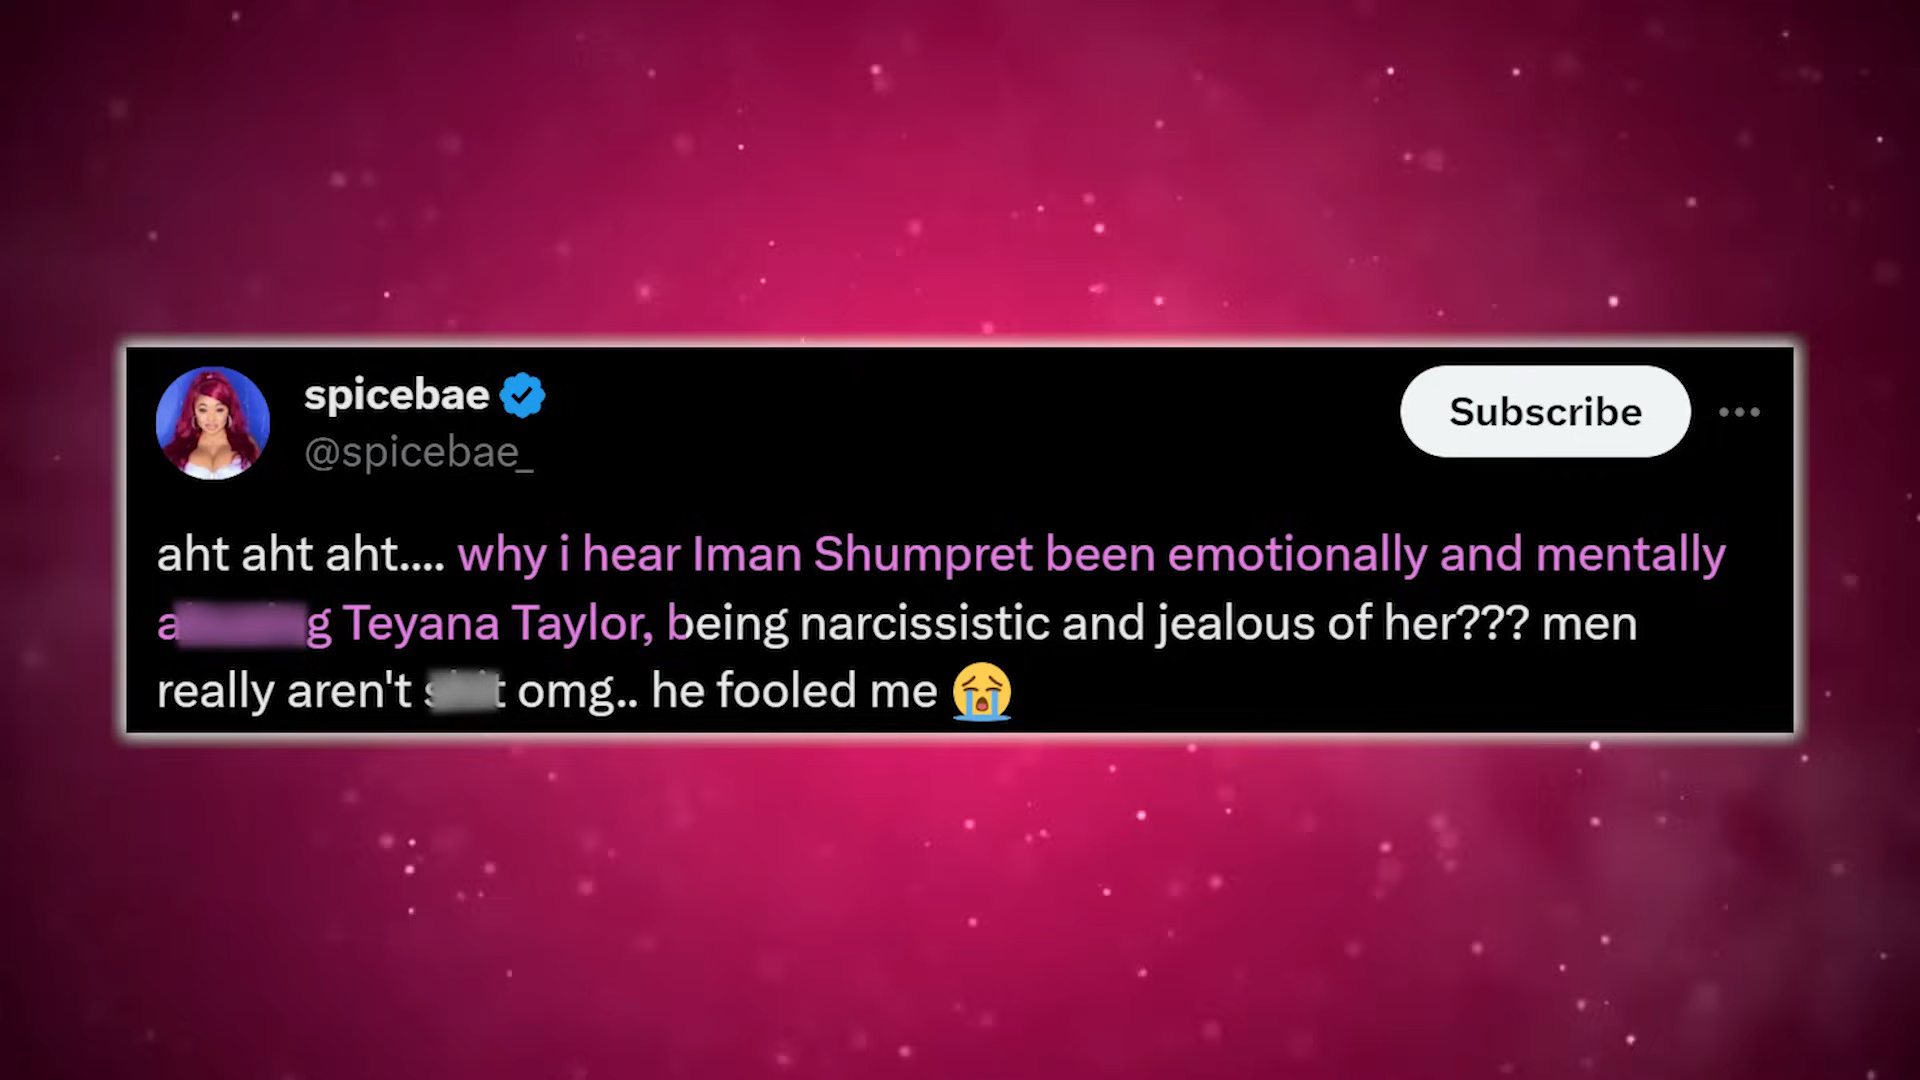 spicebae
@spicebae_
Subscribe
aht aht aht.... why i hear Iman Shumpret been emotionally and mentally
Teyana Taylor, being narcissistic and jealous of her??? men
really aren't omg.. he fooled me 😭